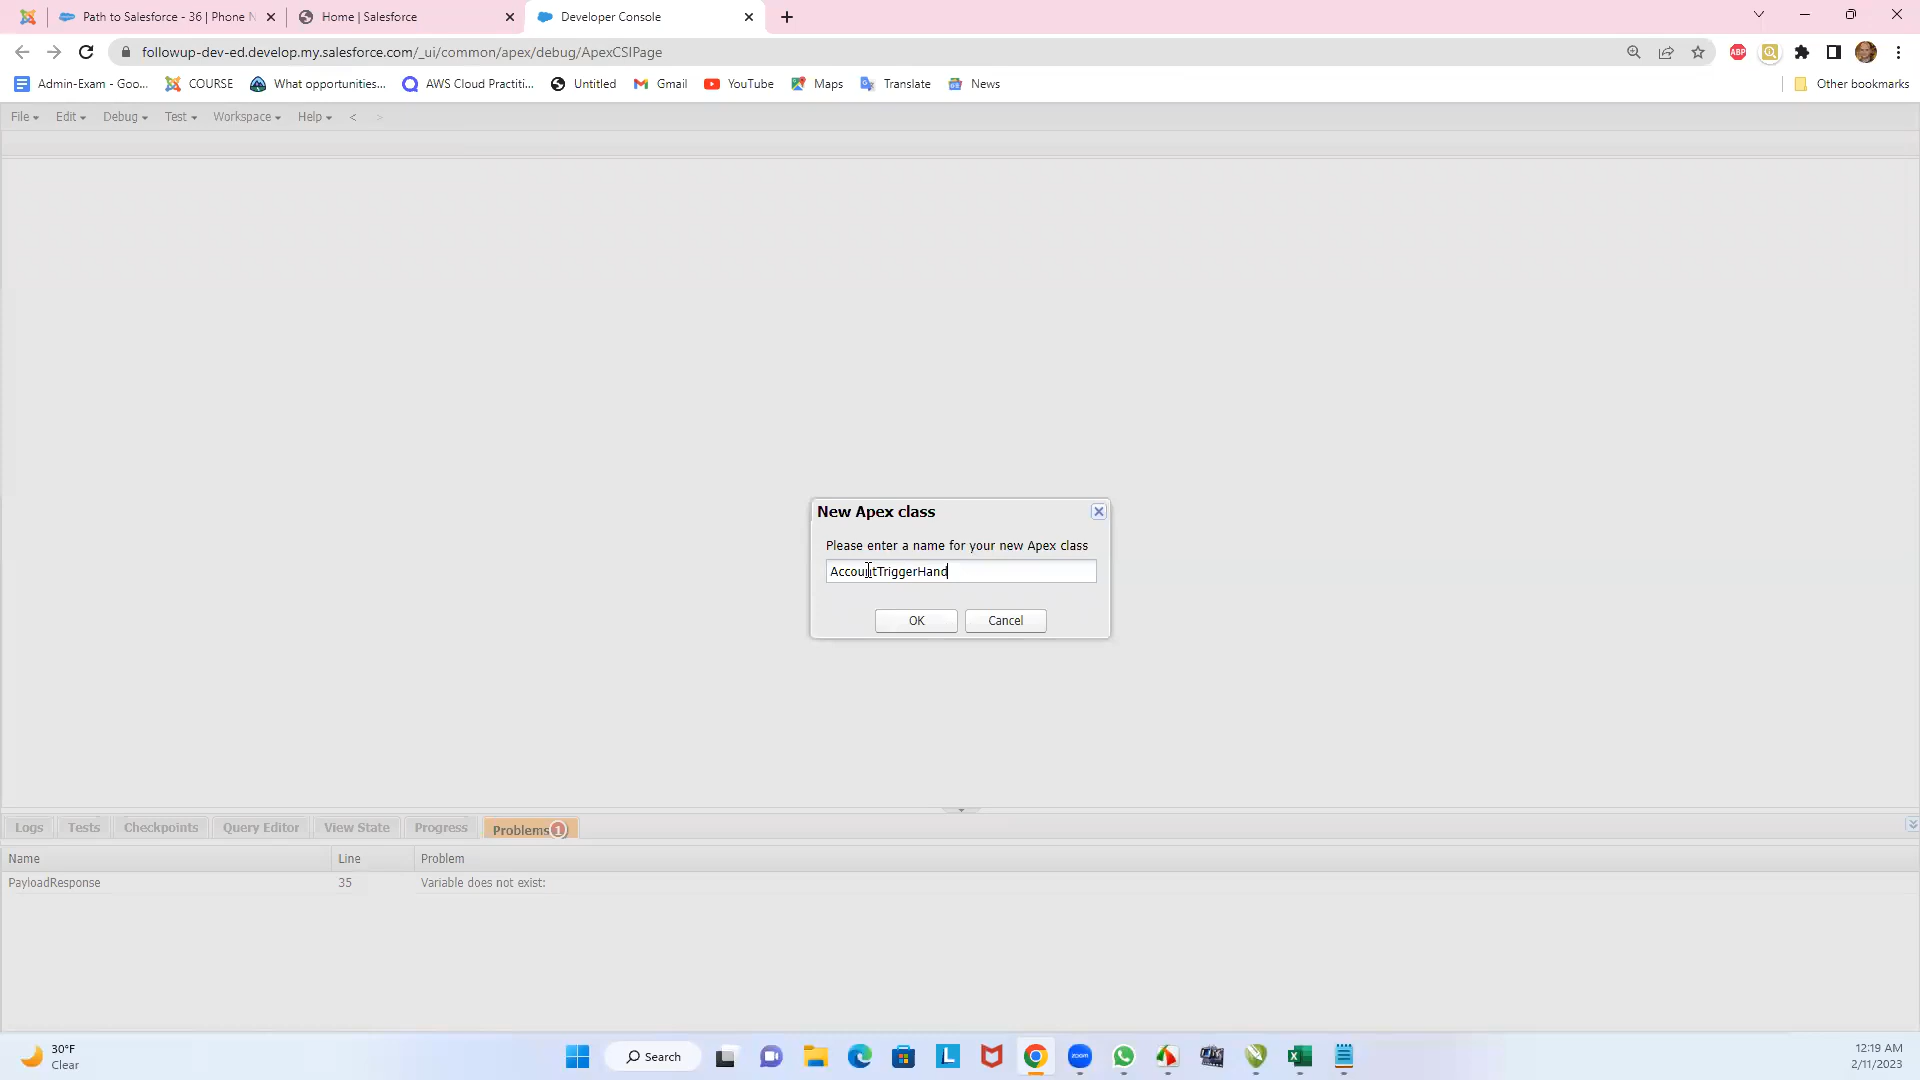 Path to Salesforce - 36 | Phone N
Home | Salesforce
Developer Console
followup-dev-ed.develop.my.salesforce.com/_ui/common/apex/debug/ApexCSIPage
ABP
Admin-Exam - Goo...
COURSE
What opportunities...
AWS Cloud Practiti...
Untitled
Gmail
YouTube
Maps
Translate
News
Other bookmarks
File
Edit
Debug
Test
Workspace
Help
<
>
New Apex class
Please enter a name for your new Apex class
AccountTriggerHand
OK
Cancel
Logs
Tests
Checkpoints
Query Editor
View State
Progress
Problems 1
Name
Line
Problem
PayloadResponse
35
Variable does not exist:
30°F
Clear
Search
L
zoom
12:19 AM
2/11/2023